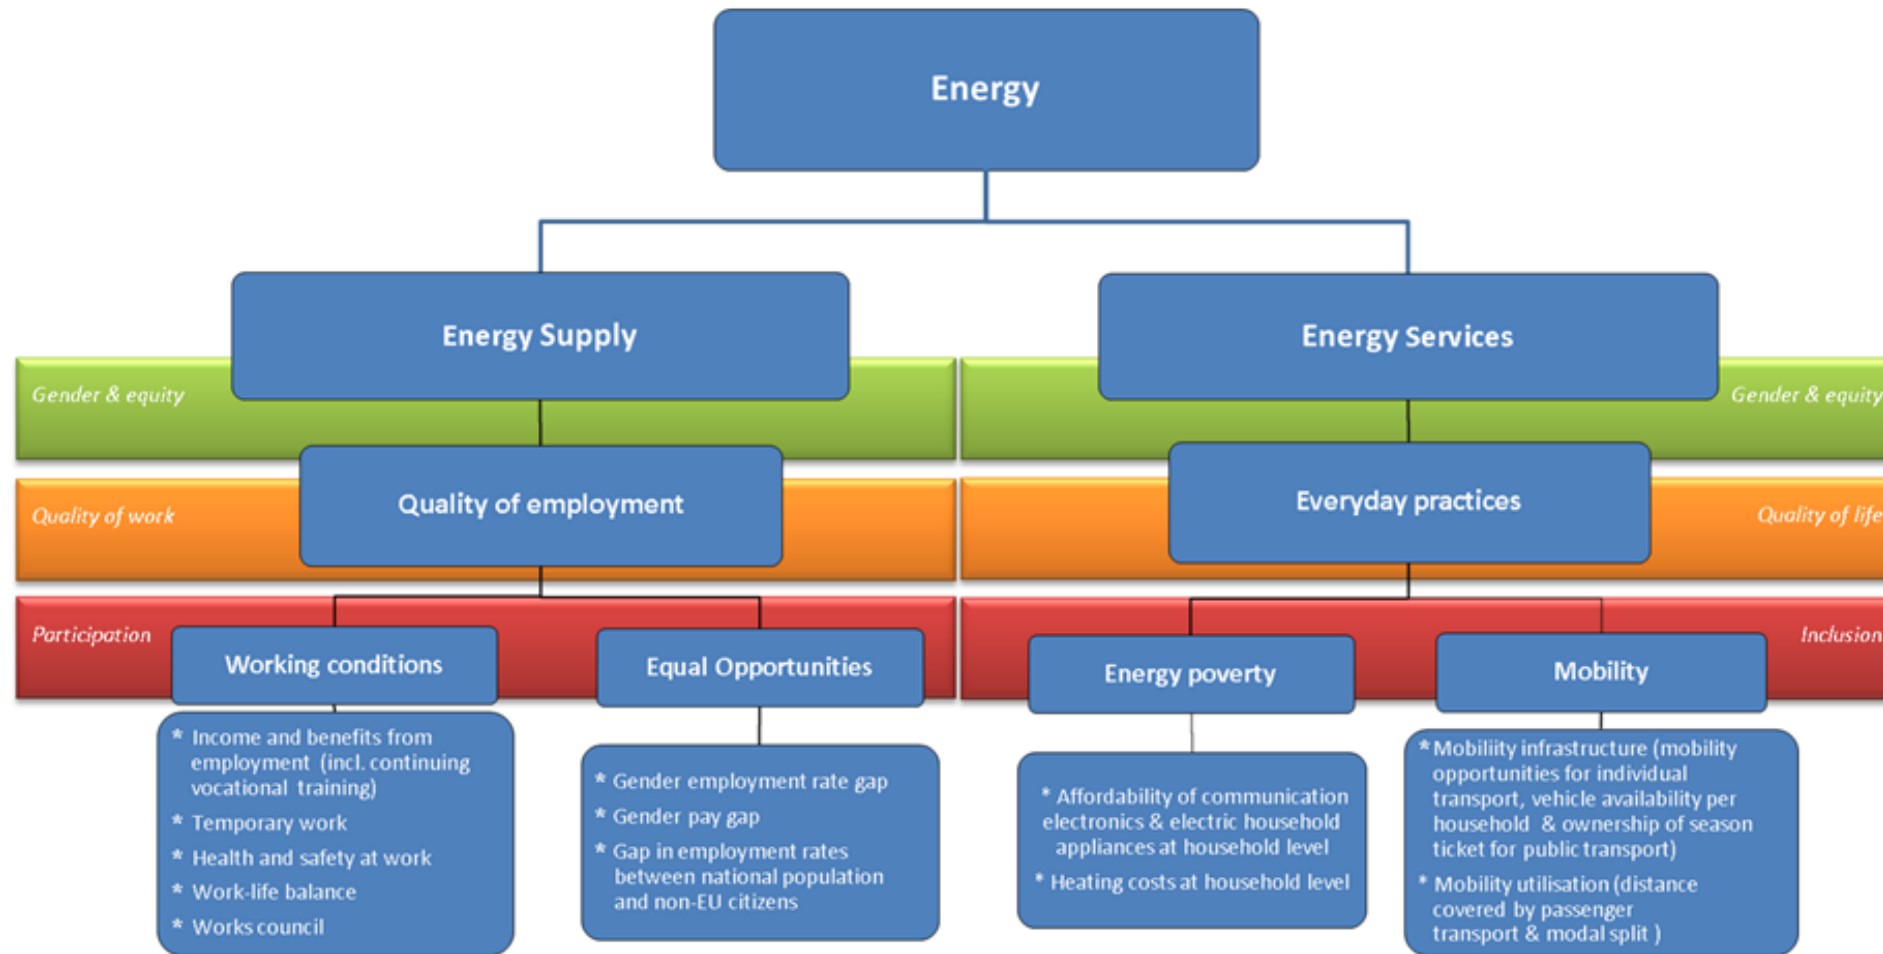 Energy
Energy Supply
Energy Services
Gender & equity
Gender & equity
Quality of employment
Everyday practices
Quality of work
Quality of life
Participation
Inclusion
Working conditions
Equal Opportunities
Energy poverty
Mobility
* Income and benefits from
employment (incl. continuing
vocational training)
* Temporary work
* Health and safety at work
* Work-life balance
* Works council
* Gender employment rate gap
* Gender pay gap
* Gap in employment rates
between national population
and non-EU citizens
* Affordability of communication
electronics & electric household
appliances at household level
* Heating costs at household level
* Mobiliity infrastructure (mobility
opportunities for individual
transport, vehicle availability per
household & ownership of season
ticket for public transport)
* Mobility utilisation (distance
covered by passenger
transport & modal split )